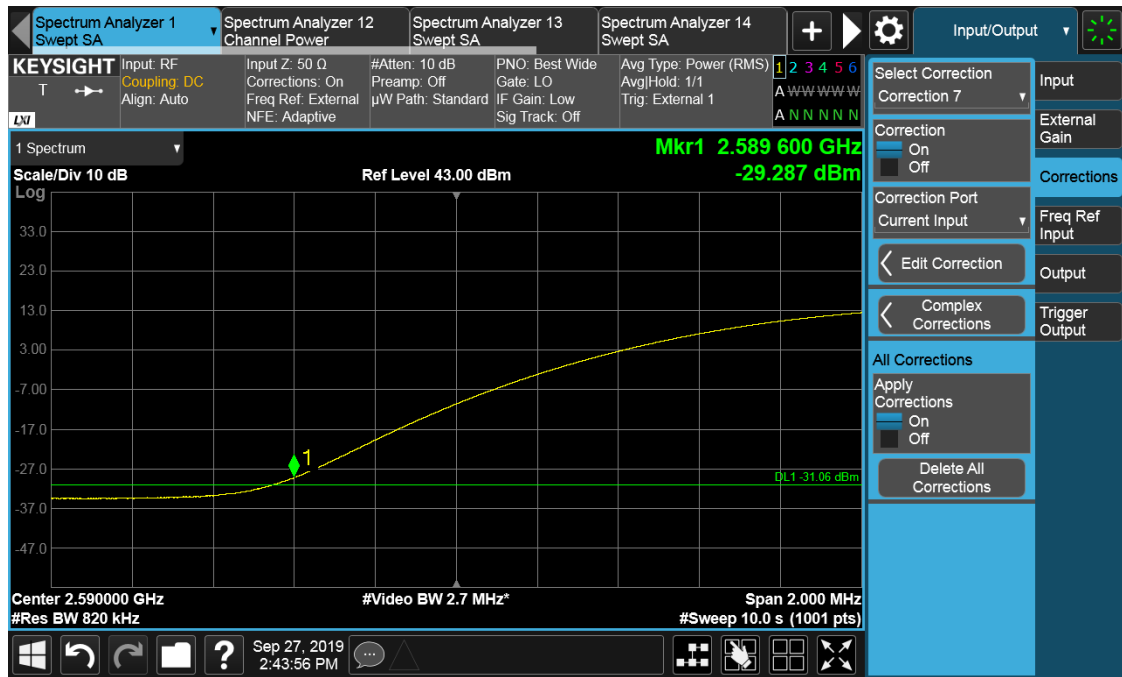 Spectrum Analyzer 1
Swept SA
Spectrum Analyzer 12
Channel Power
Spectrum Analyzer 13
Swept SA
Spectrum Analyzer 14
Swept SA
+
Input/Output
KEYSIGHT
T
LXI
Input: RF
Coupling: DC
Align: Auto
Input Z: 50 Ω
Corrections: On
Freq Ref: External
NFE: Adaptive
#Atten: 10 dB
Preamp: Off
µW Path: Standard
PNO: Best Wide
Gate: LO
IF Gain: Low
Sig Track: Off
Avg Type: Power (RMS)
Avg|Hold: 1/1
Trig: External 1
1 2 3 4 5 6
A W W W W W
A N N N N N
1 Spectrum
Mkr1 2.589 600 GHz
-29.287 dBm
Scale/Div 10 dB
Ref Level 43.00 dBm
Log
33.0
23.0
13.0
3.00
-7.00
-17.0
-27.0
-37.0
-47.0
1
DL1 -31.06 dBm
Center 2.590000 GHz
#Video BW 2.7 MHz*
Span 2.000 MHz
#Res BW 820 kHz
#Sweep 10.0 s (1001 pts)
?
Sep 27, 2019
2:43:56 PM
Select Correction
Correction 7
Correction
On
Off
Correction Port
Current Input
Edit Correction
Complex
Corrections
All Corrections
Apply
Corrections
On
Off
Delete All
Corrections
Input
External
Gain
Corrections
Freq Ref
Input
Output
Trigger
Output